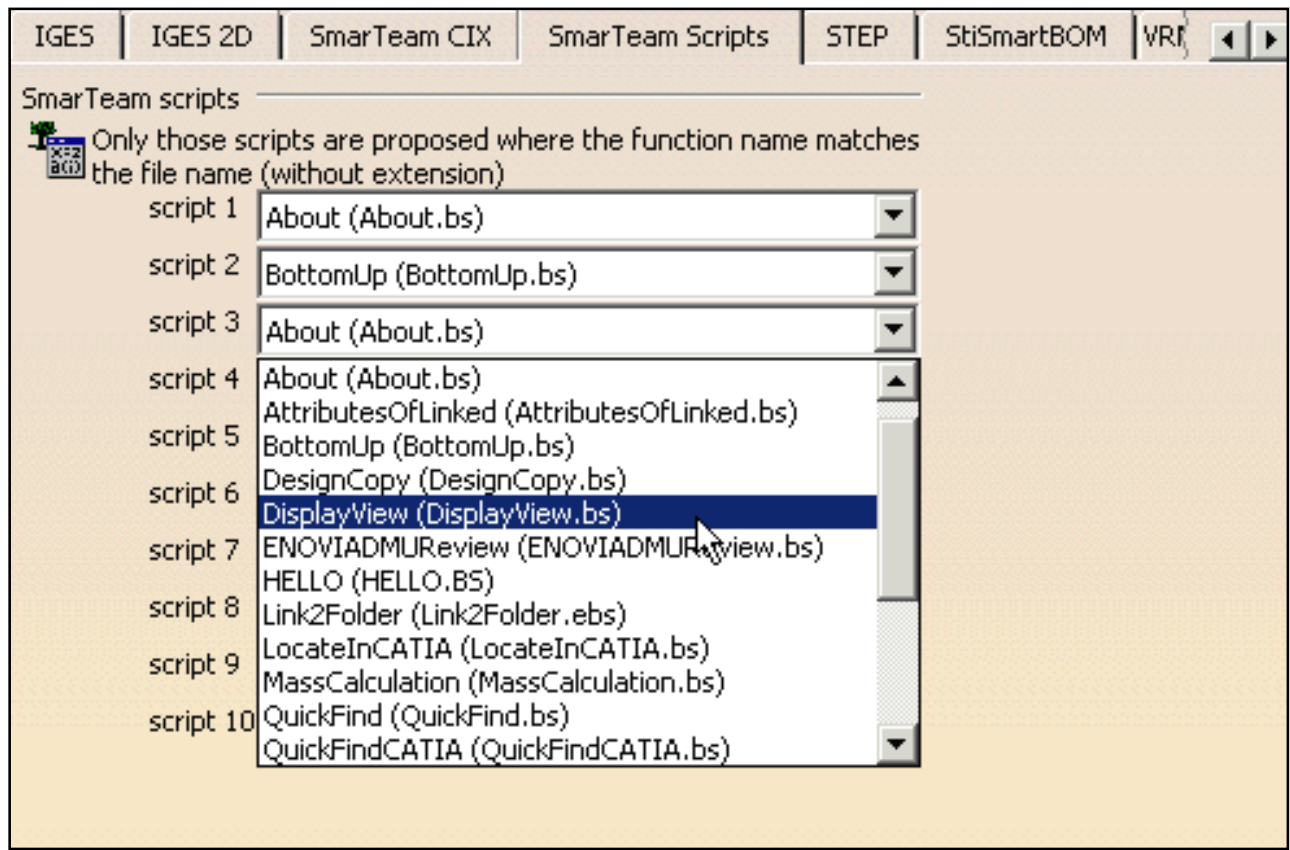 IGES IGES 2D SmarTeam CIX SmarTeam Scripts STEP StiSmartBOM
SmarTeam scripts
Only those scripts are proposed where the function name matches
the file name (without extension)
script 1 About (About.bs)
script 2 BottomUp (BottomUp.bs)
script 3 About (About.bs)
script 4 About (About.bs)
AttributesOfLinked (AttributesOfLinked.bs)
script 5 BottomUp (BottomUp.bs)
DesignCopy (DesignCopy.bs)
script 6 DisplayView (DisplayView.bs)
script 7 ENOVIADMUReview (ENOVIADMUReview.bs)
HELLO (HELLO.BS)
script 8 Link2Folder (Link2Folder.ebs)
LocateInCATIA (LocateInCATIA.bs)
script 9 MassCalculation (MassCalculation.bs)
script 10 QuickFind (QuickFind.bs)
QuickFindCATIA (QuickFindCATIA.bs)